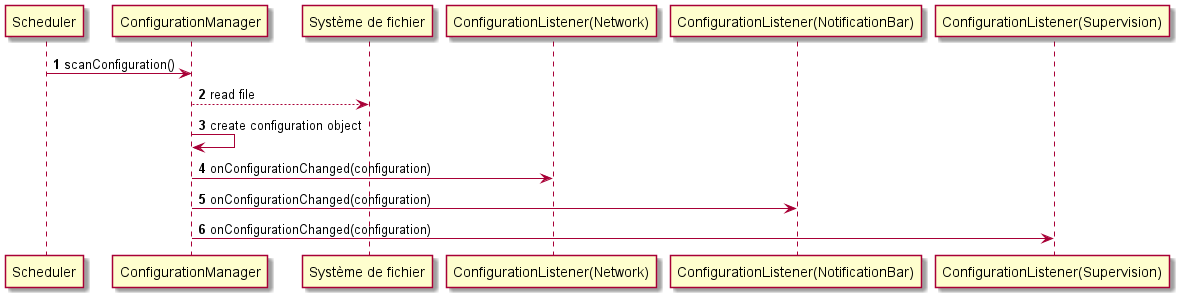 Scheduler
ConfigurationManager
Système de fichier
ConfigurationListener(Network)
ConfigurationListener(NotificationBar)
ConfigurationListener(Supervision)
1 scanConfiguration()
2 read file
3 create configuration object
4 onConfigurationChanged(configuration)
5 onConfigurationChanged(configuration)
6 onConfigurationChanged(configuration)
Scheduler
ConfigurationManager
Système de fichier
ConfigurationListener(Network)
ConfigurationListener(NotificationBar)
ConfigurationListener(Supervision)